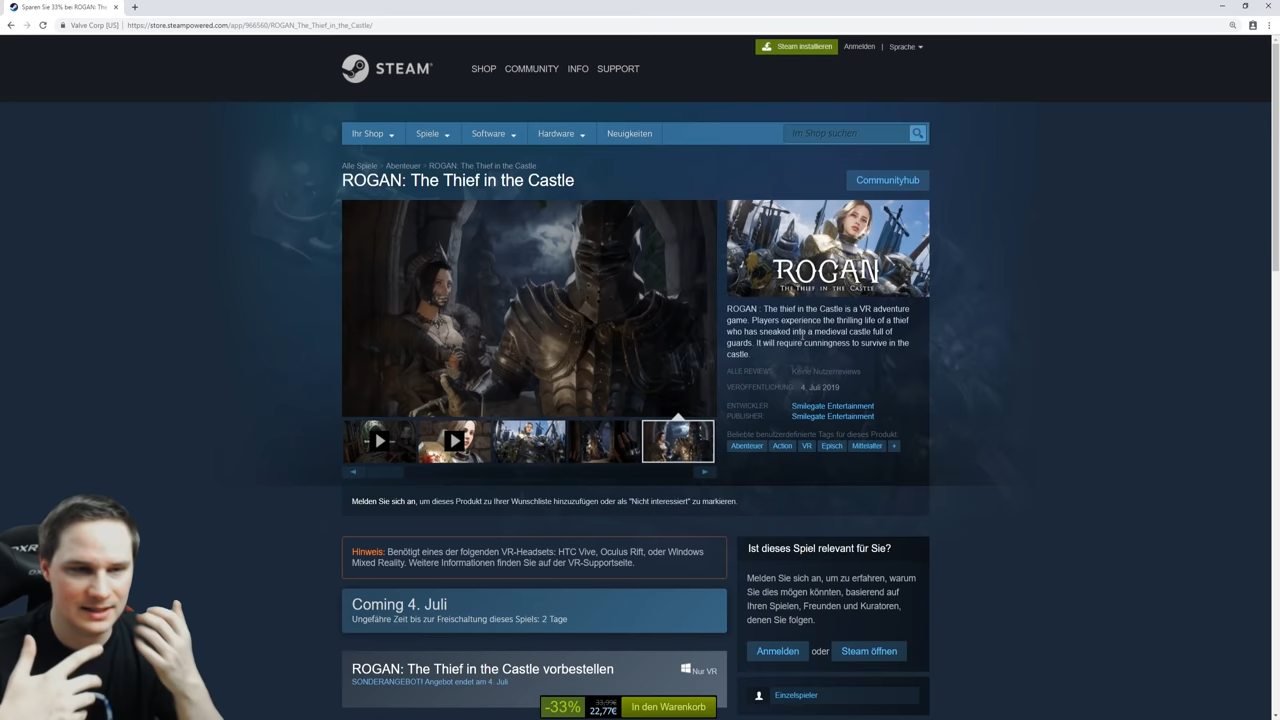 Sparen Sie 33% bei ROGAN: The
Valve Corp [US] | https://store.steampowered.com/app/966560/ROGAN_The_Thief_in_the_Castle/
Steam installieren
Anmelden | Sprache
STEAM
SHOP COMMUNITY INFO SUPPORT
Ihr Shop Spiele Software Hardware Neuigkeiten Im Shop suchen
Alle Spiele > Abenteuer > ROGAN: The Thief in the Castle
ROGAN: The Thief in the Castle
Communityhub
ROGAN
THE THIEF IN THE CASTLE
ROGAN : The thief in the Castle is a VR adventure
game. Players experience the thrilling life of a thief
who has sneaked into a medieval castle full of
guards. It will require cunningness to survive in the
castle.
ALLE REVIEWS: Keine Nutzerreviews
VERÖFFENTLICHUNG: 4. Juli 2019
ENTWICKLER: Smilegate Entertainment
PUBLISHER: Smilegate Entertainment
Beliebte benutzerdefinierte Tags für dieses Produkt:
Abenteuer Action VR Episch Mittelalter +
Melden Sie sich an, um dieses Produkt zu Ihrer Wunschliste hinzuzufügen oder als "Nicht interessiert" zu markieren.
Hinweis: Benötigt eines der folgenden VR-Headsets: HTC Vive, Oculus Rift, oder Windows
Mixed Reality. Weitere Informationen finden Sie auf der VR-Supportseite.
Coming 4. Juli
Ungefähre Zeit bis zur Freischaltung dieses Spiels: 2 Tage
ROGAN: The Thief in the Castle vorbestellen
Nur VR
SONDERANGEBOT! Angebot endet am 4. Juli
-33% 33,99€
22,77€
In den Warenkorb
Ist dieses Spiel relevant für Sie?
Melden Sie sich an, um zu erfahren, warum
Sie dies mögen könnten, basierend auf
Ihren Spielen, Freunden und Kuratoren,
denen Sie folgen.
Anmelden oder Steam öffnen
Einzelspieler